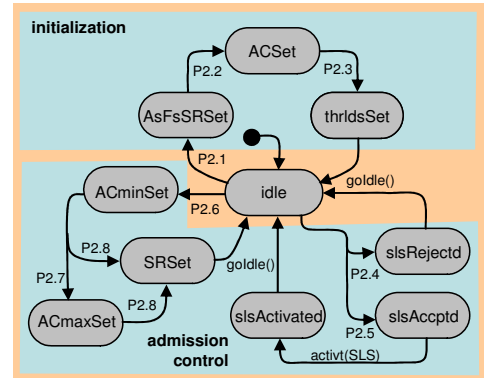 initialization
ACSet
P2.2
P2.3
AsFsSRSet
thrldsSet
P2.1
idle
goIdle()
ACminSet
P2.6
P2.8
SRSet
goIdle()
P2.4
slsRejectd
P2.7
P2.8
ACmaxSet
slsActivated
P2.5
slsAccptd
admission
control
activt(SLS)